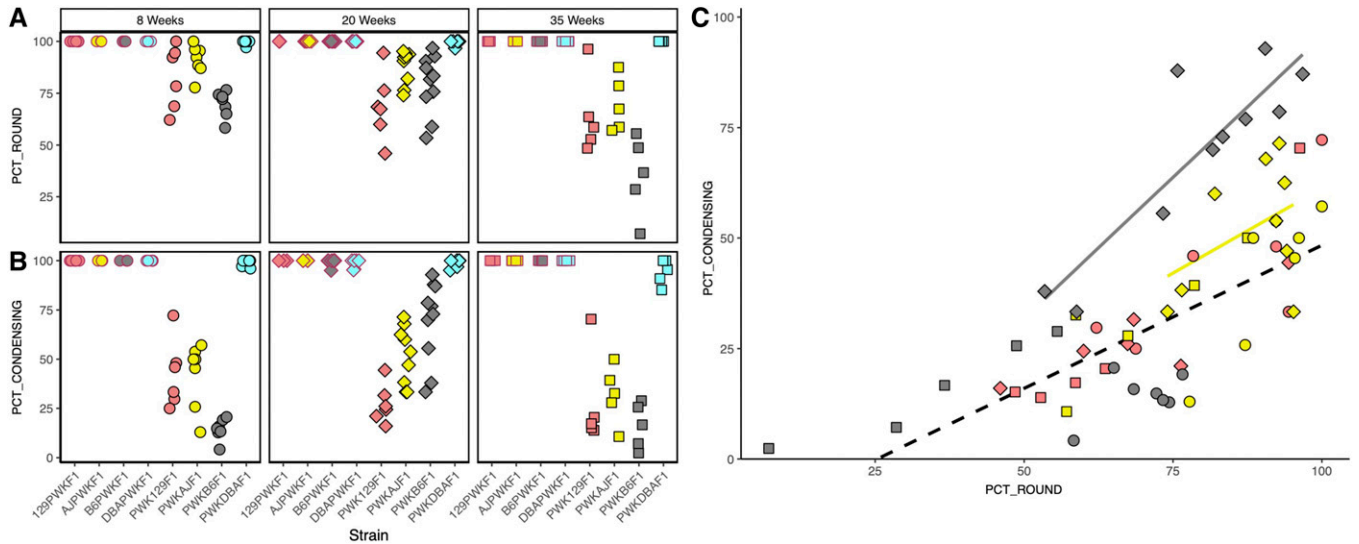 A
8 Weeks
20 Weeks
35 Weeks
PCT_ROUND
100
75
50
25
B
PCT_CONDENSING
100
75
50
25
0
129PWKF1
AJPWKF1
B6PWKF1
DBAPWKF1
PWK129F1
PWKAJF1
PWKB6F1
PWKDBAF1
129PWKF1
AJPWKF1
B6PWKF1
DBAPWKF1
PWK129F1
PWKAJF1
PWKB6F1
PWKDBAF1
129PWKF1
AJPWKF1
B6PWKF1
DBAPWKF1
PWK129F1
PWKAJF1
PWKB6F1
PWKDBAF1
Strain
C
PCT_CONDENSING
100
75
50
25
0
25
50
75
100
PCT_ROUND